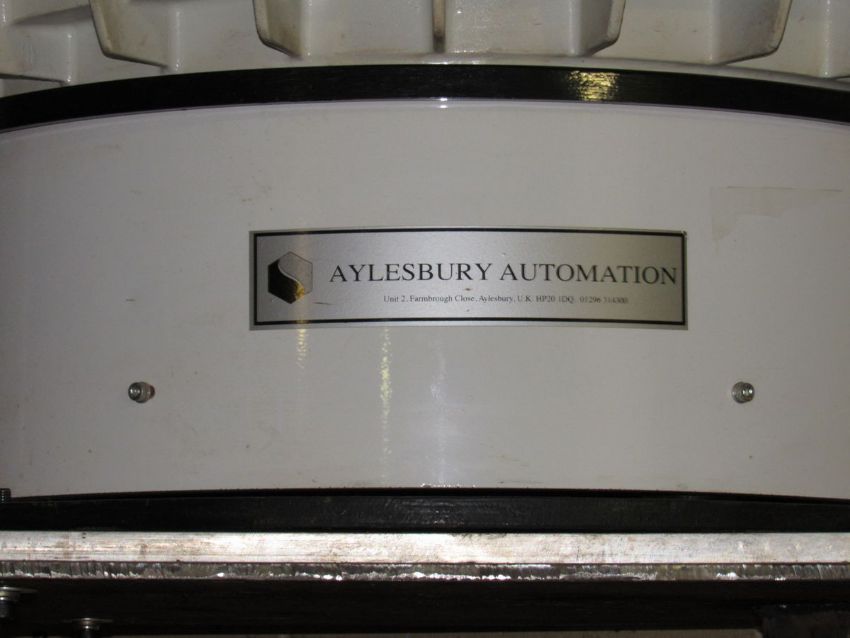 AYLESBURY AUTOMATION
Unit 2, Farmbrough Close, Aylesbury, U.K. HP20 1DQ. 01296 314300